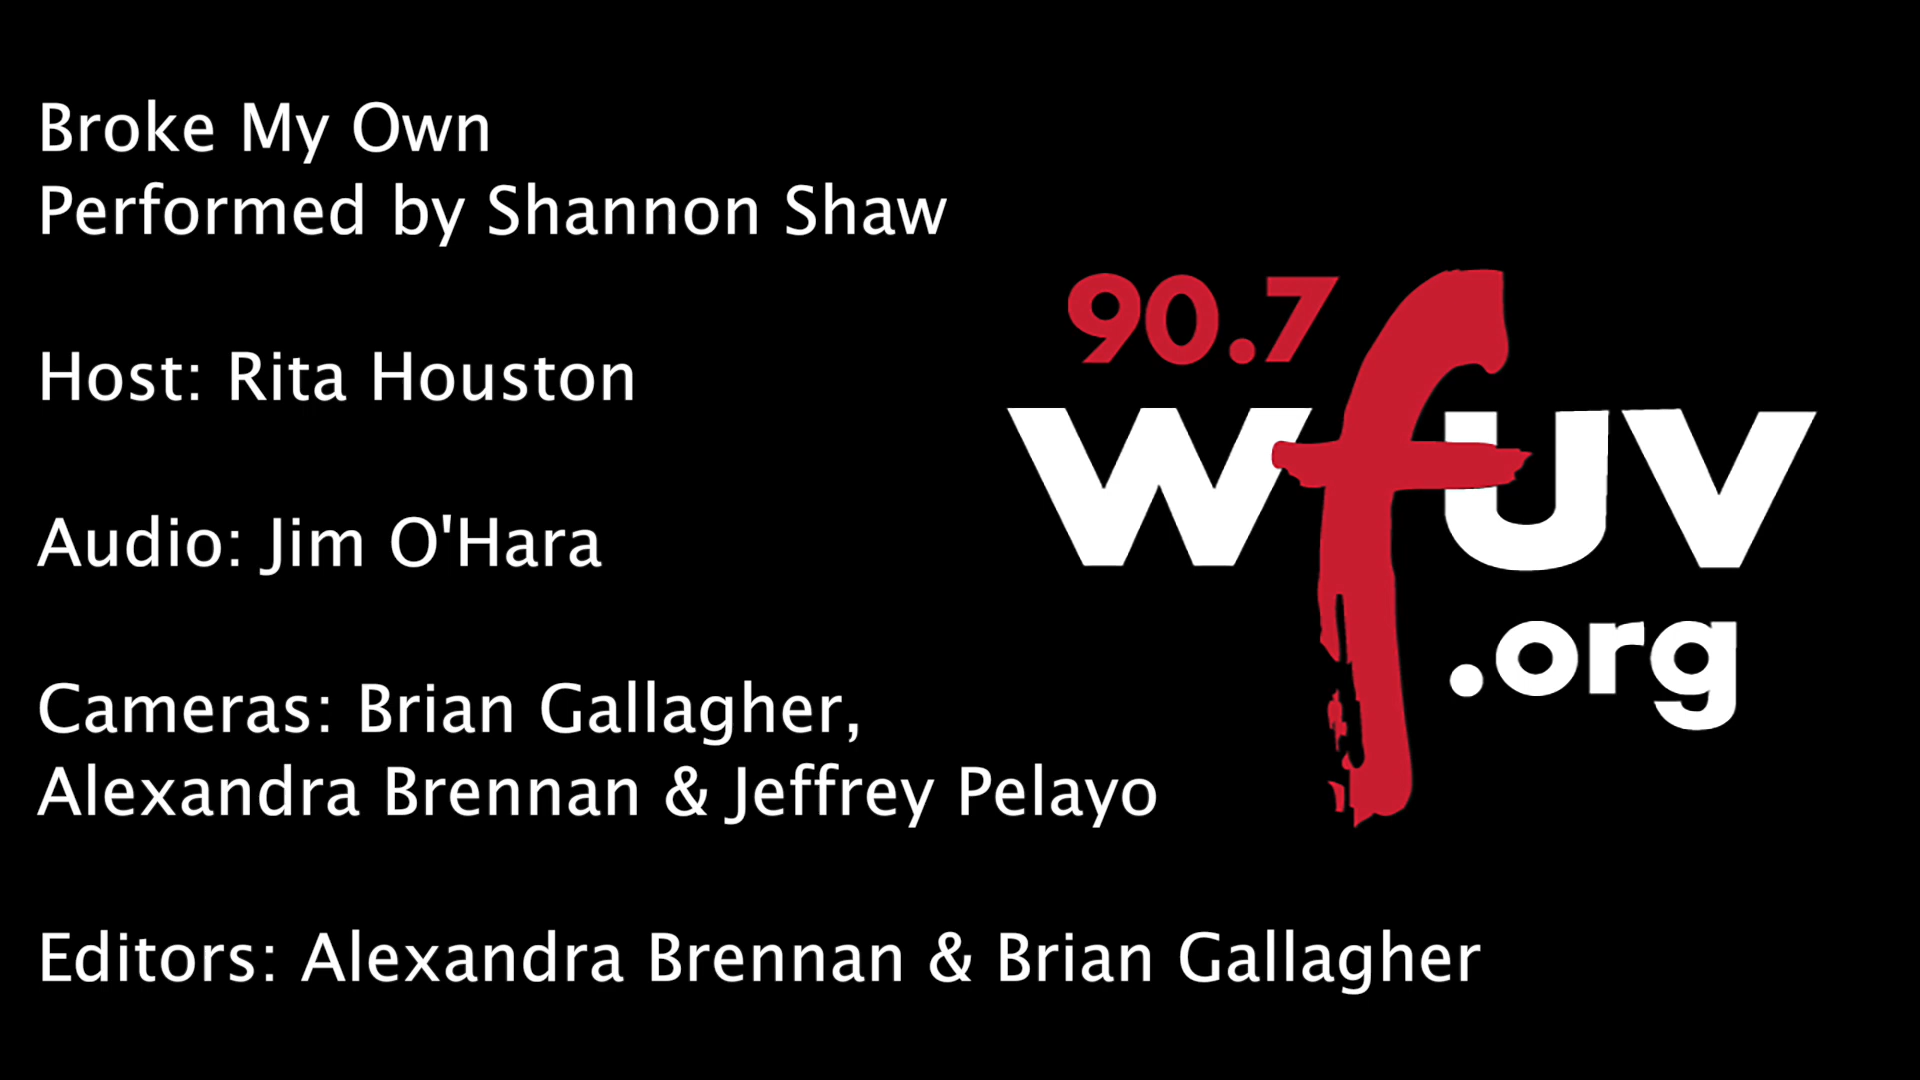 Broke My Own
Performed by Shannon Shaw
Host: Rita Houston
Audio: Jim O'Hara
Cameras: Brian Gallagher,
Alexandra Brennan & Jeffrey Pelayo
Editors: Alexandra Brennan & Brian Gallagher
90.7
wfuv
.org